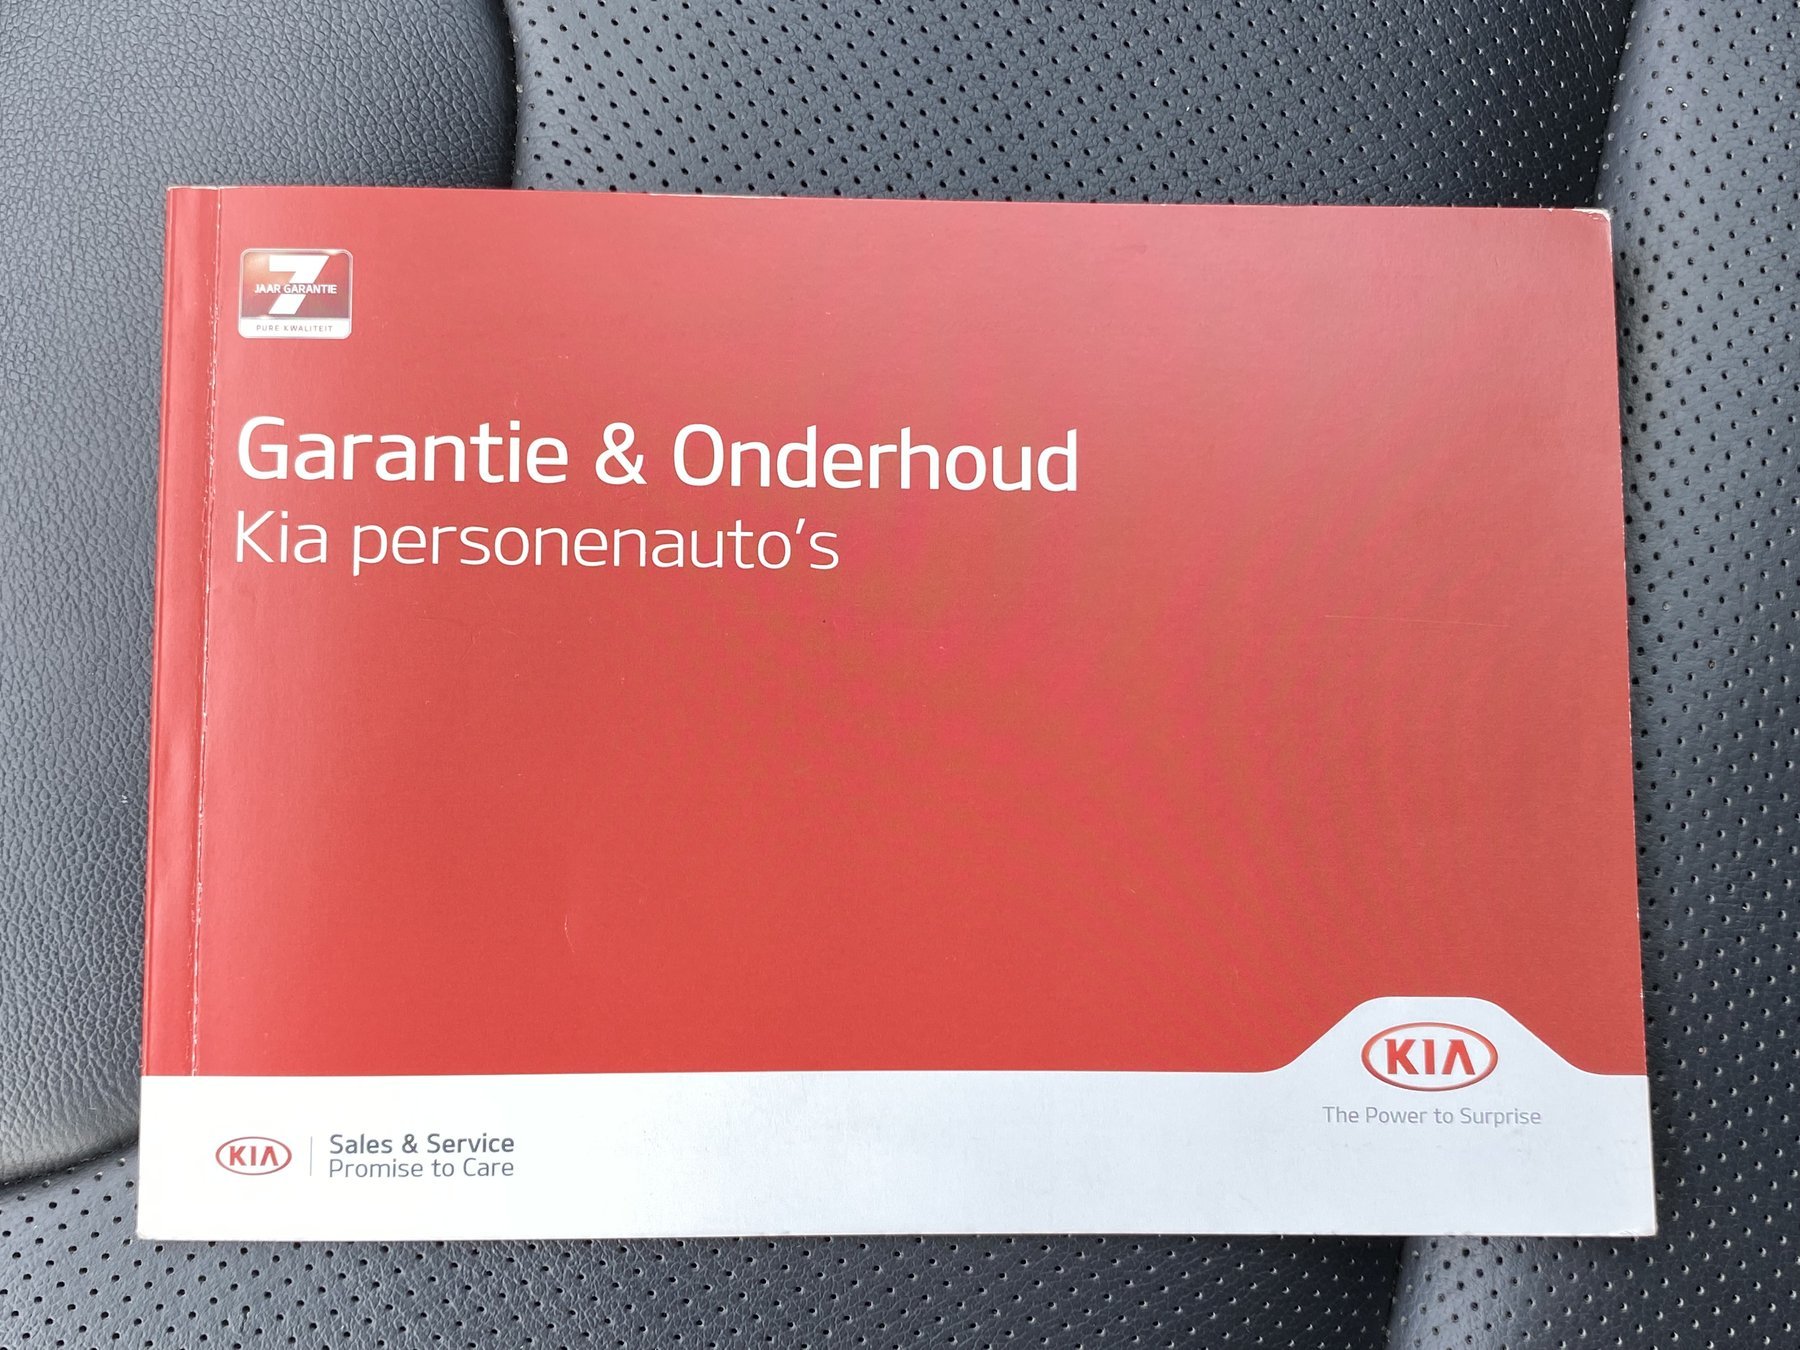 7
JAAR GARANTIE
PURE KWALITEIT
Garantie & Onderhoud
Kia personenauto's
KIA
The Power to Surprise
KIA
Sales & Service
Promise to Care